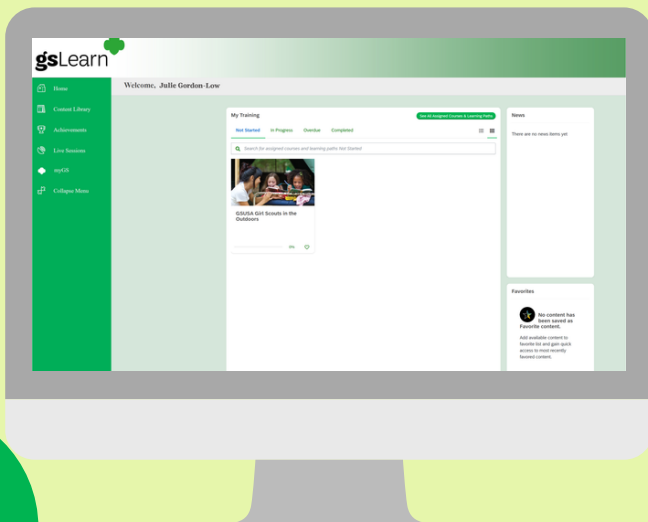 gsLearn
Home
Content Library
Achievements
Live Sessions
myGS
Collapse Menu
Welcome, Julie Gordon-Low
My Training
See All Assigned Courses & Learning Paths
Not Started In Progress Overdue Completed
Search for assigned courses and learning paths Not Started
GSUSA Girl Scouts in the
Outdoors
0%
News
There are no news items yet
Favorites
No content has
been saved as
Favorite content.
Add available content to
favorite list and gain quick
access to most recently
favored content.